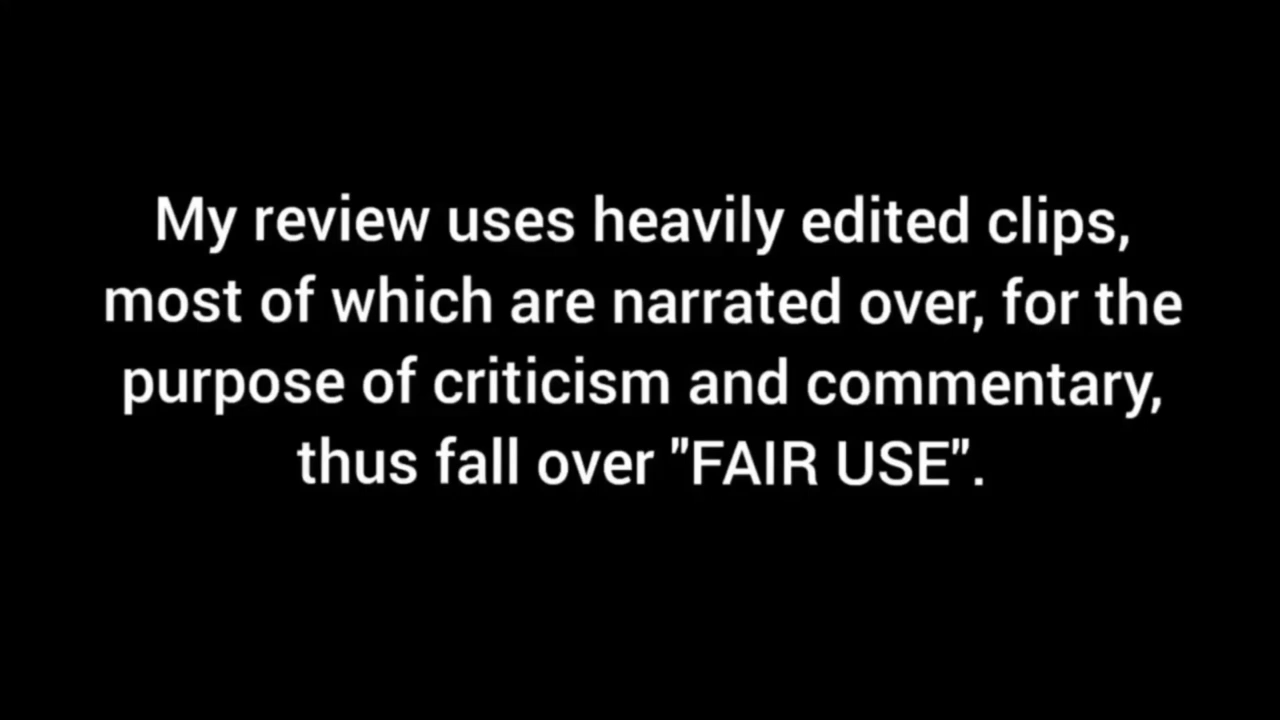 My review uses heavily edited clips,
most of which are narrated over, for the
purpose of criticism and commentary,
thus fall over "FAIR USE".